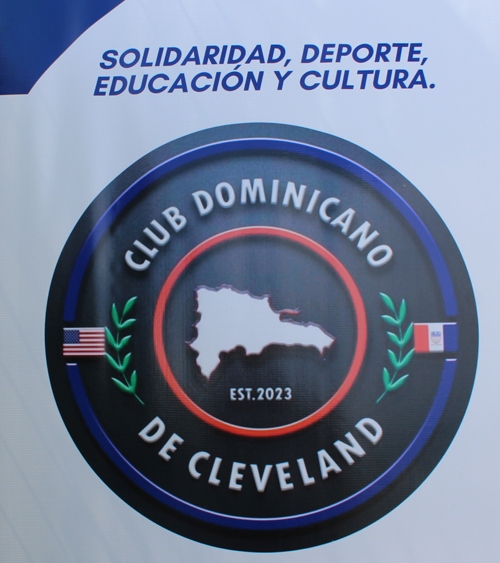 SOLIDARIDAD, DEPORTE,
EDUCACIÓN Y CULTURA.
CLUB DOMINICANO
EST.2023
DE CLEVELAND